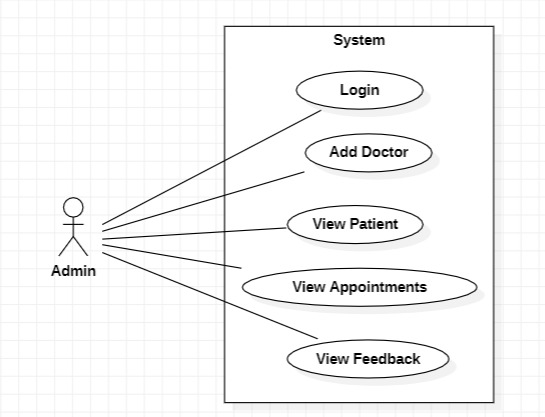 System
Login
Add Doctor
View Patient
Admin
View Appointments
View Feedback